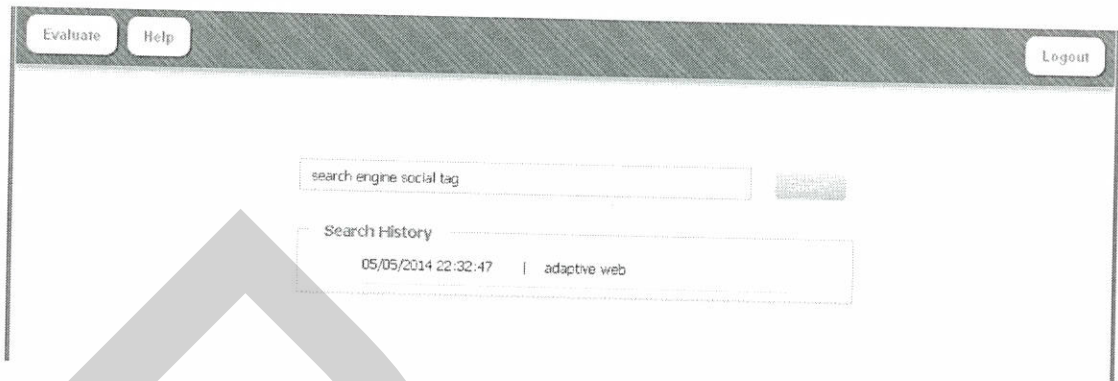 Evaluate Help Logout
search engine social tag
Search History
05/05/2014 22:32:47 | adaptive web